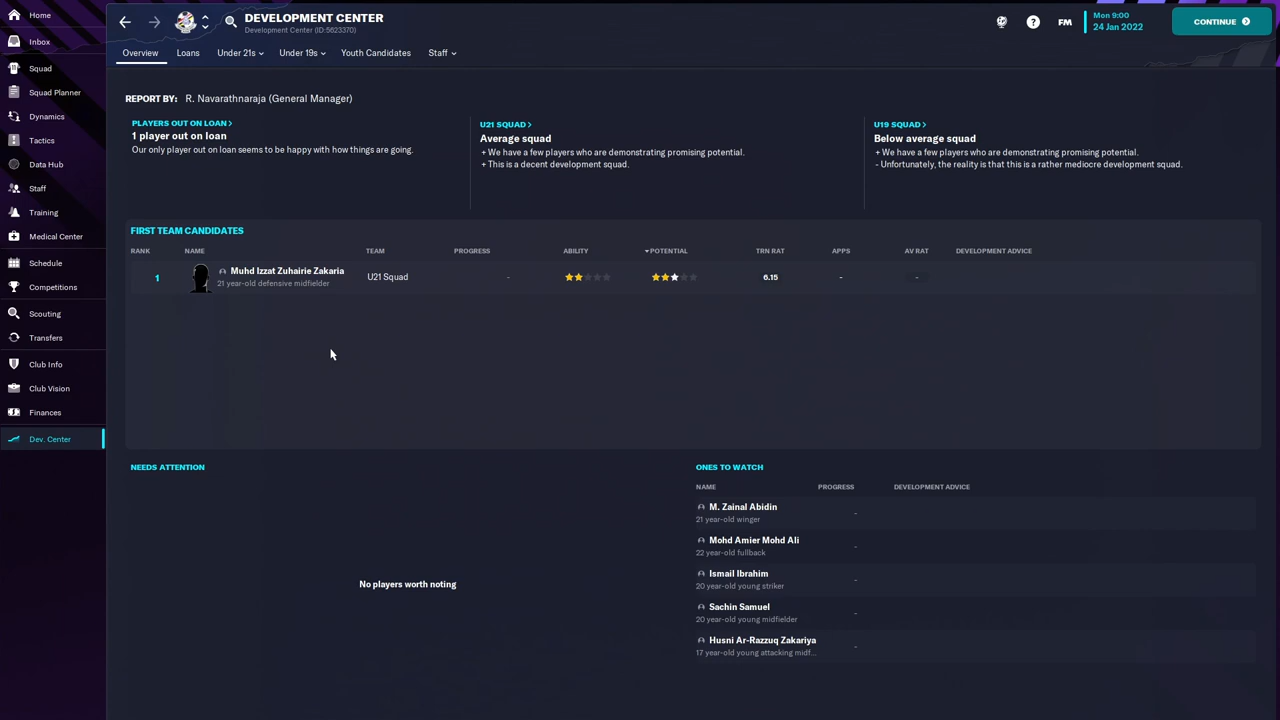 Home
Inbox
Squad
Squad Planner
Dynamics
Tactics
Data Hub
Staff
Training
Medical Center
Schedule
Competitions
Scouting
Transfers
Club Info
Club Vision
Finances
Dev. Center
DEVELOPMENT CENTER
Development Center (ID:5623370)
FM
Mon 9:00
24 Jan 2022
CONTINUE
Overview
Loans
Under 21s
Under 19s
Youth Candidates
Staff
REPORT BY: R. Navarathnaraja (General Manager)
PLAYERS OUT ON LOAN
1 player out on loan
Our only player out on loan seems to be happy with how things are going.
U21 SQUAD
Average squad
+ We have a few players who are demonstrating promising potential.
+ This is a decent development squad.
U19 SQUAD
Below average squad
+ We have a few players who are demonstrating promising potential.
- Unfortunately, the reality is that this is a rather mediocre development squad.
FIRST TEAM CANDIDATES
RANK NAME TEAM PROGRESS ABILITY POTENTIAL TRN RAT APPS AV RAT DEVELOPMENT ADVICE
1 Muhd Izzat Zuhairie Zakaria U21 Squad - 6.15 - -
21 year-old defensive midfielder
NEEDS ATTENTION
No players worth noting
ONES TO WATCH
NAME PROGRESS DEVELOPMENT ADVICE
M. Zainal Abidin -
21 year-old winger
Mohd Amier Mohd Ali -
22 year-old fullback
Ismail Ibrahim -
20 year-old young striker
Sachin Samuel -
20 year-old young midfielder
Husni Ar-Razzuq Zakariya -
17 year-old young attacking midf...